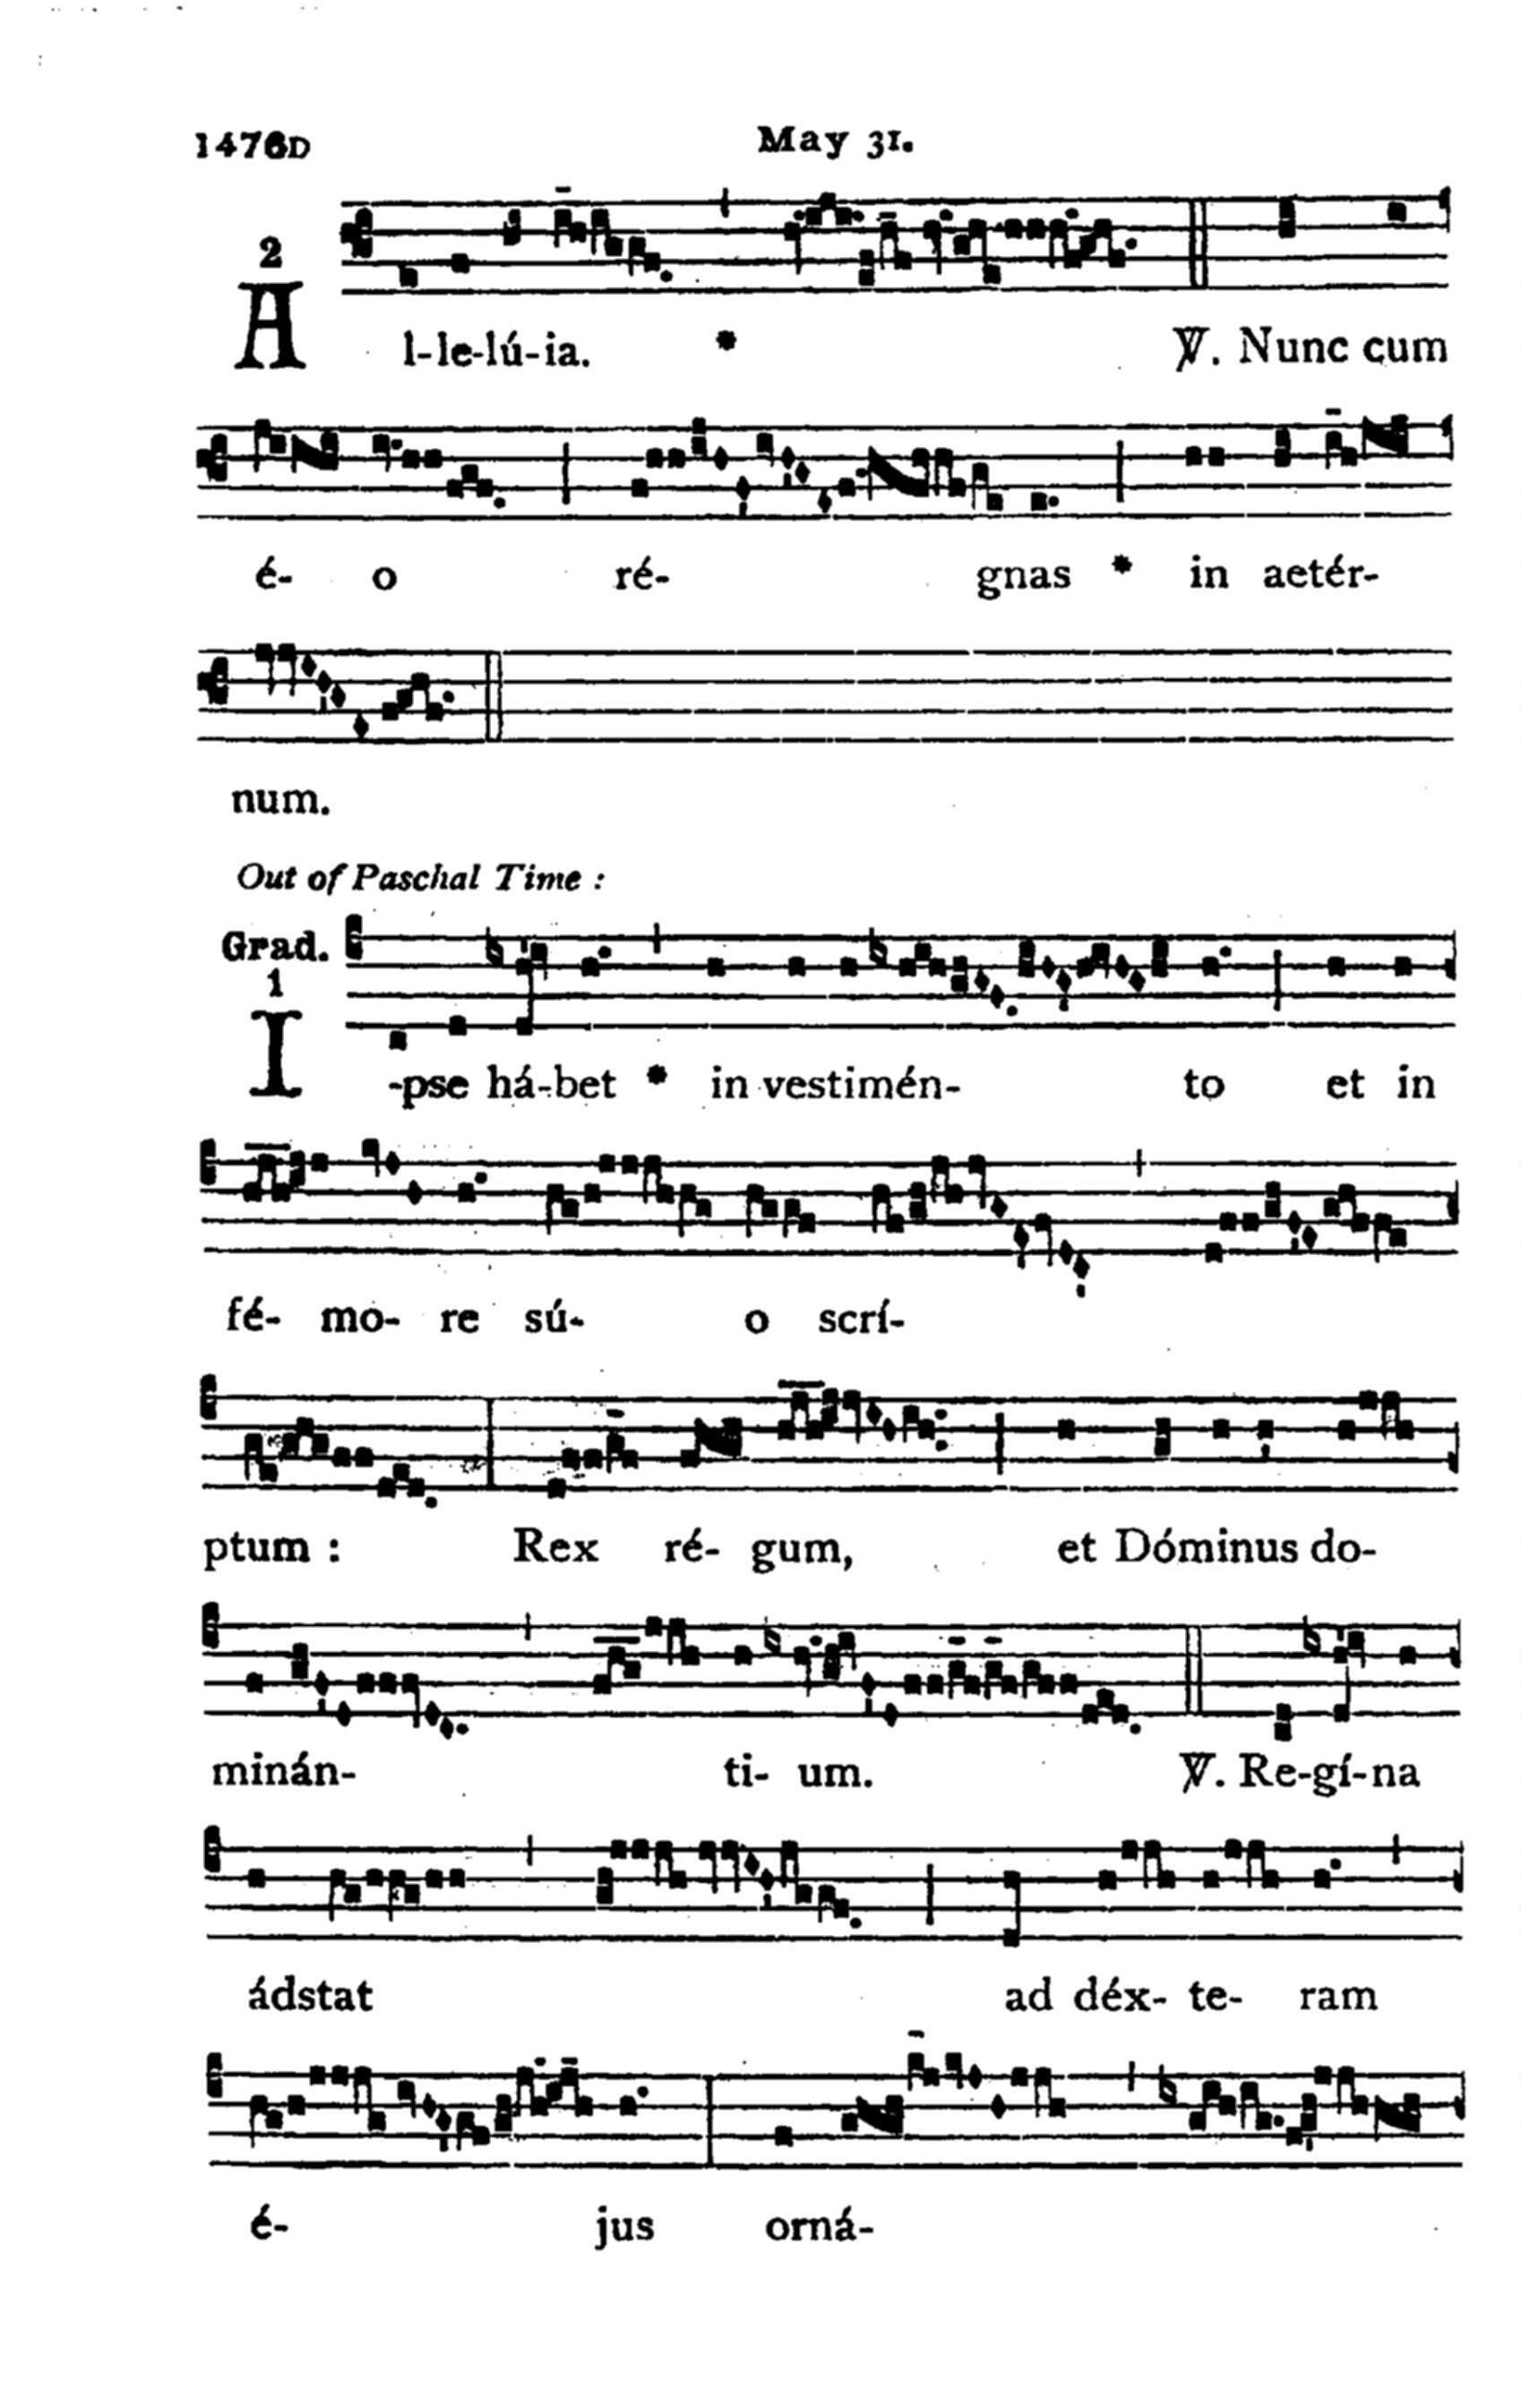 1476D May 31.
2
Al-le-lú-ia. * ℣. Nunc cum
é- o ré- gnas * in aetér-
num.
Out of Paschal Time :
Grad.
1
I-pse há-bet * in vestimén- to et in
fé- mo- re sú- o scrí-
ptum : Rex ré- gum, et Dóminus do-
minán- ti- um. ℣. Re-gí-na
ádstat ad déx- te- ram
é- jus orná-